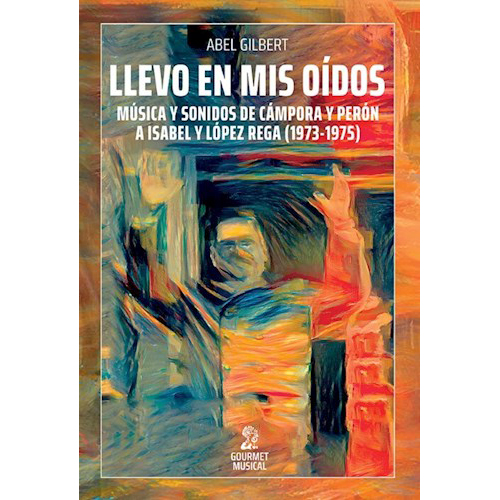 ABEL GILBERT
LLEVO EN MIS OÍDOS
MÚSICA Y SONIDOS DE CÁMPORA Y PERÓN
A ISABEL Y LÓPEZ REGA (1973-1975)
GOURMET
MUSICAL